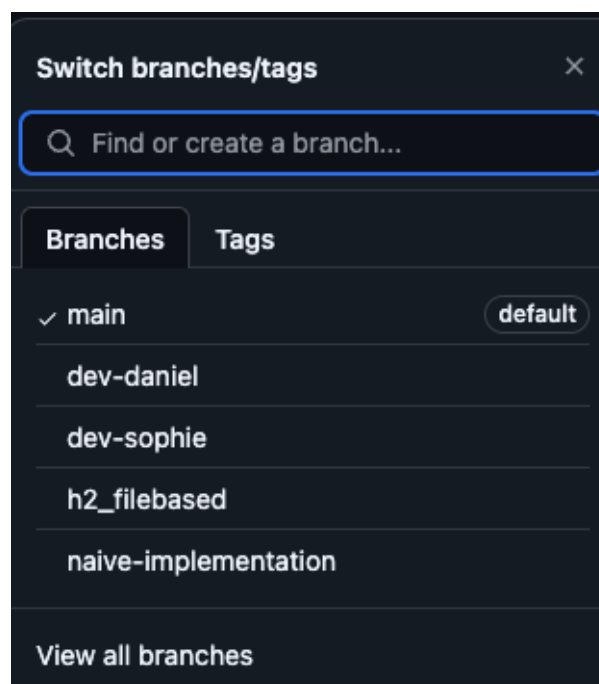 Switch branches/tags
Find or create a branch...
Branches Tags
main default
dev-daniel
dev-sophie
h2_filebased
naive-implementation
View all branches